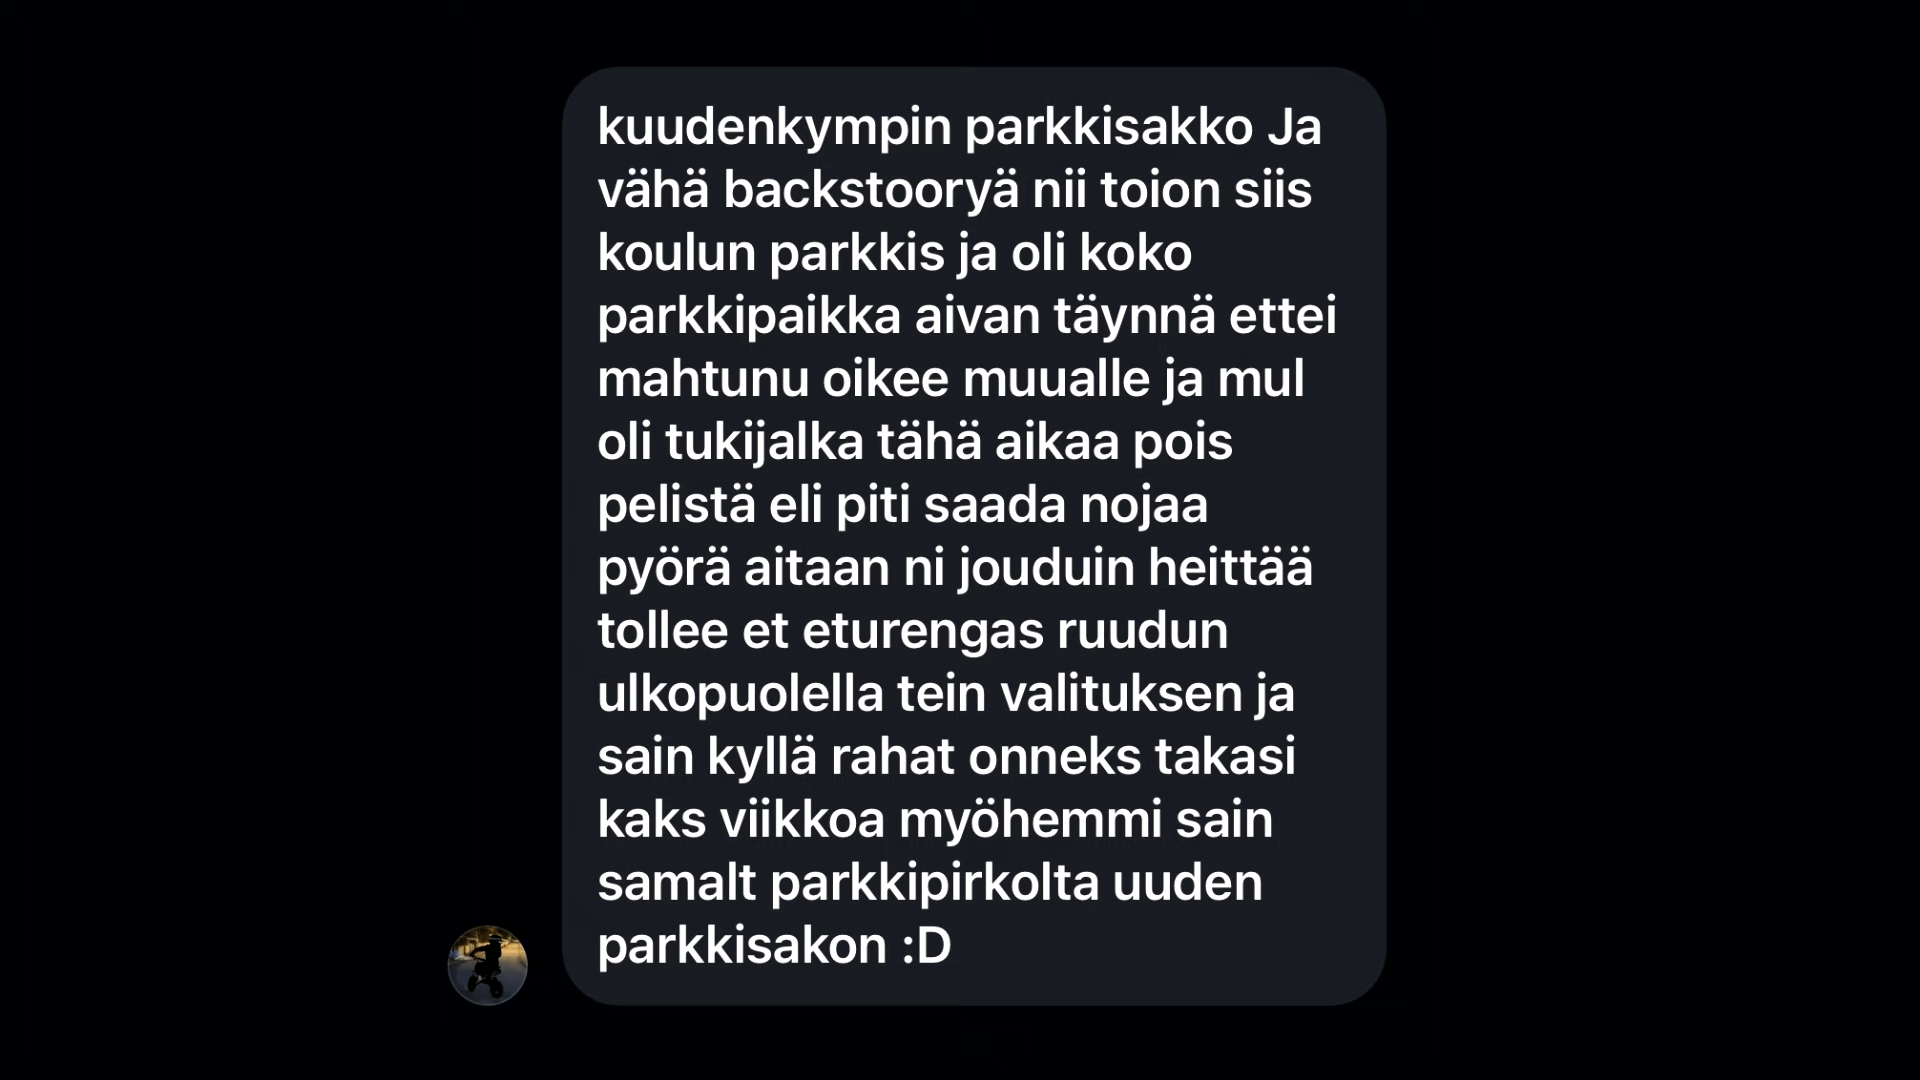 kuudenkympin parkkisakko Ja
vähä backstooryä nii toion siis
koulun parkkis ja oli koko
parkkipaikka aivan täynnä ettei
mahtunu oikee muualle ja mul
oli tukijalka tähä aikaa pois
pelistä eli piti saada nojaa
pyörä aitaan ni jouduin heittää
tollee et eturengas ruudun
ulkopuolella tein valituksen ja
sain kyllä rahat onneks takasi
kaks viikkoa myöhemmi sain
samalt parkkipirkolta uuden
parkkisakon :D